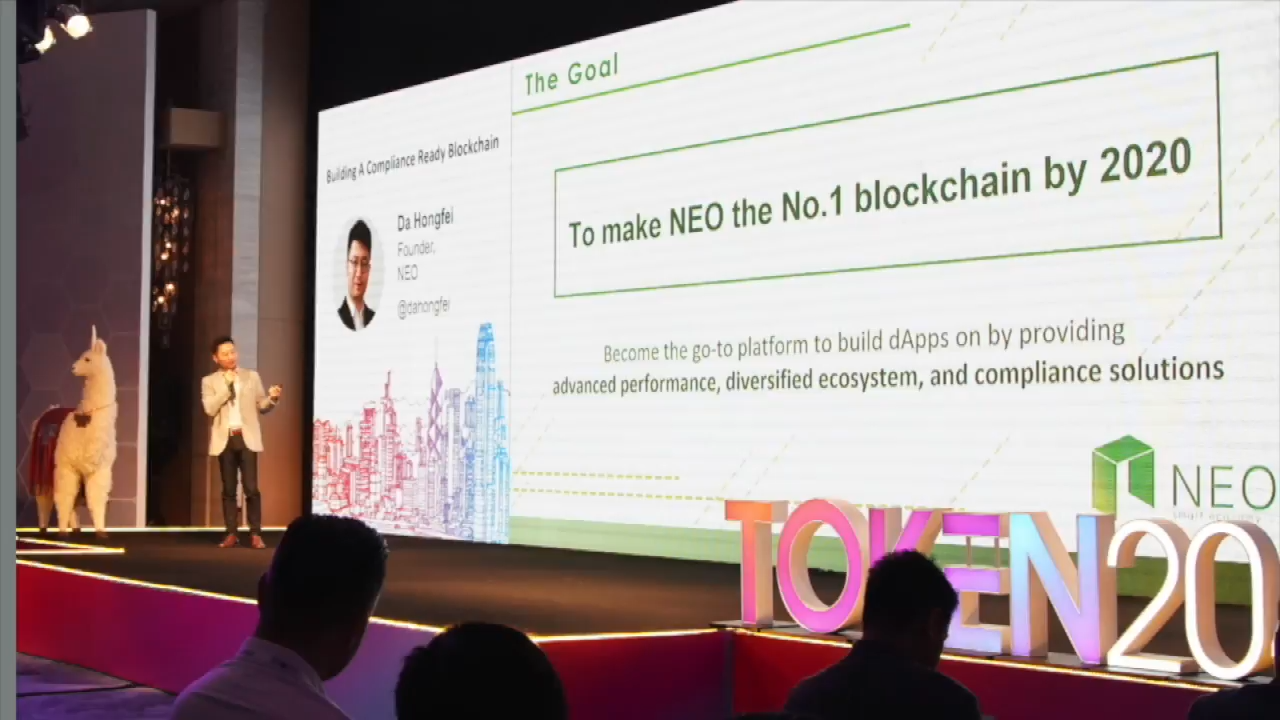 Building A Compliance Ready Blockchain
Da Hongfei
Founder,
NEO
@dahongfei
The Goal
To make NEO the No.1 blockchain by 2020
Become the go-to platform to build dApps on by providing
advanced performance, diversified ecosystem, and compliance solutions
NEO
smart economy
TOKEN20